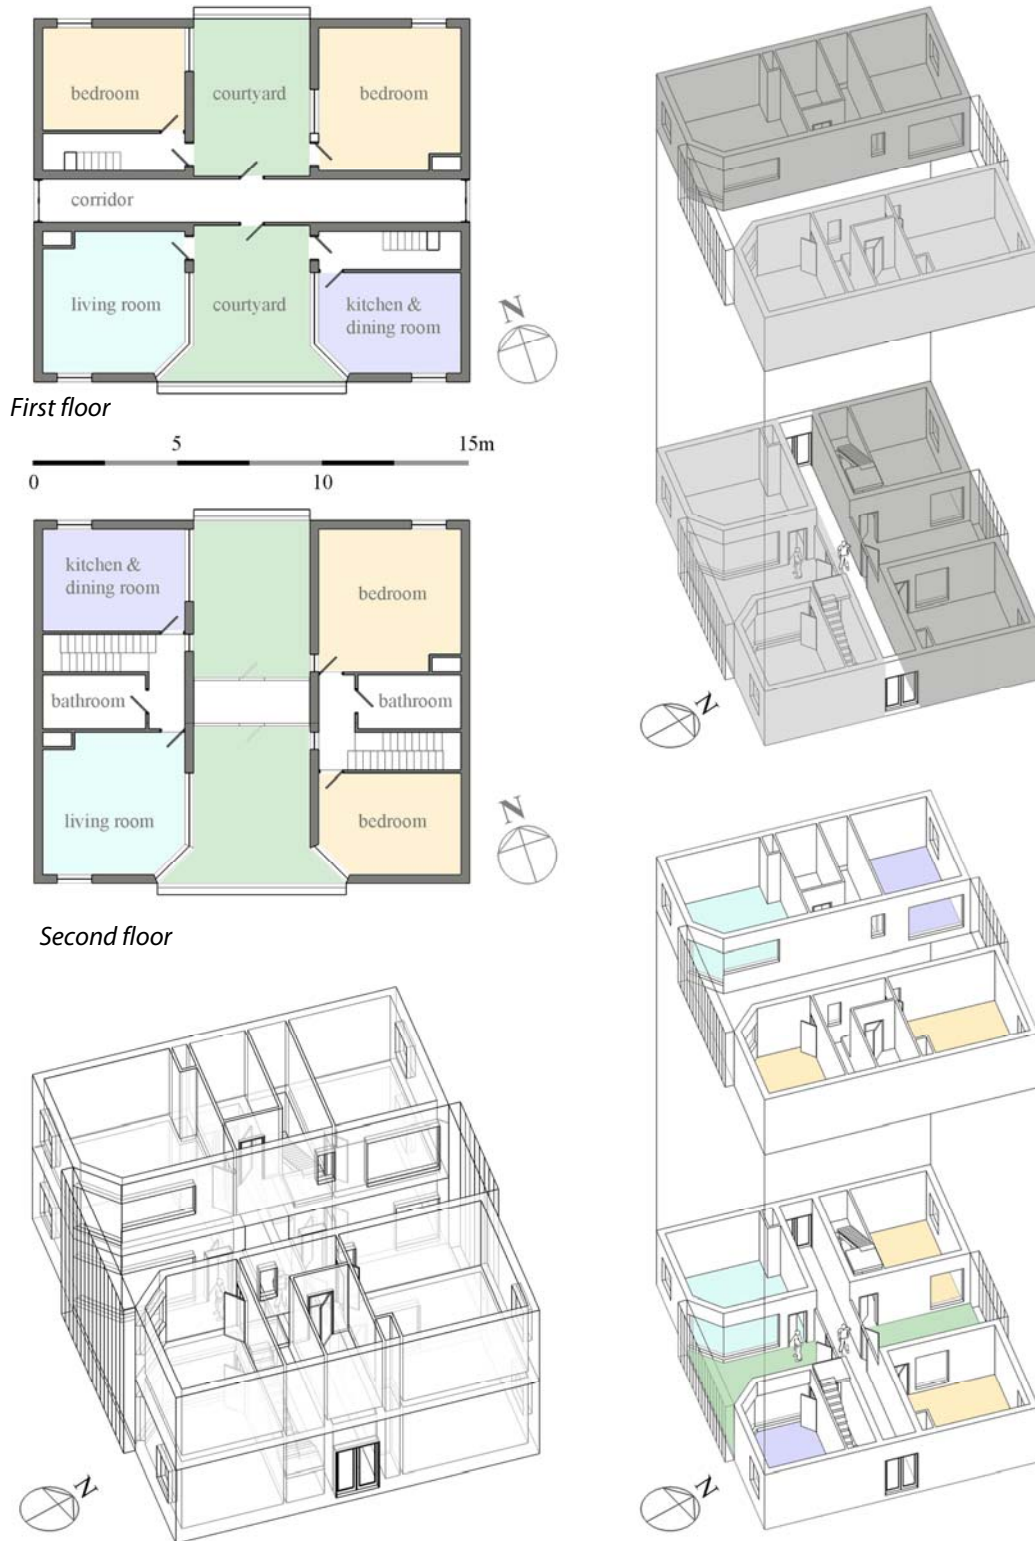 bedroom
courtyard
bedroom
corridor
living room
courtyard
kitchen &
dining room
N
First floor
5
15m
0
10
kitchen &
dining room
bedroom
bathroom
bathroom
living room
bedroom
N
Second floor
N
N
N